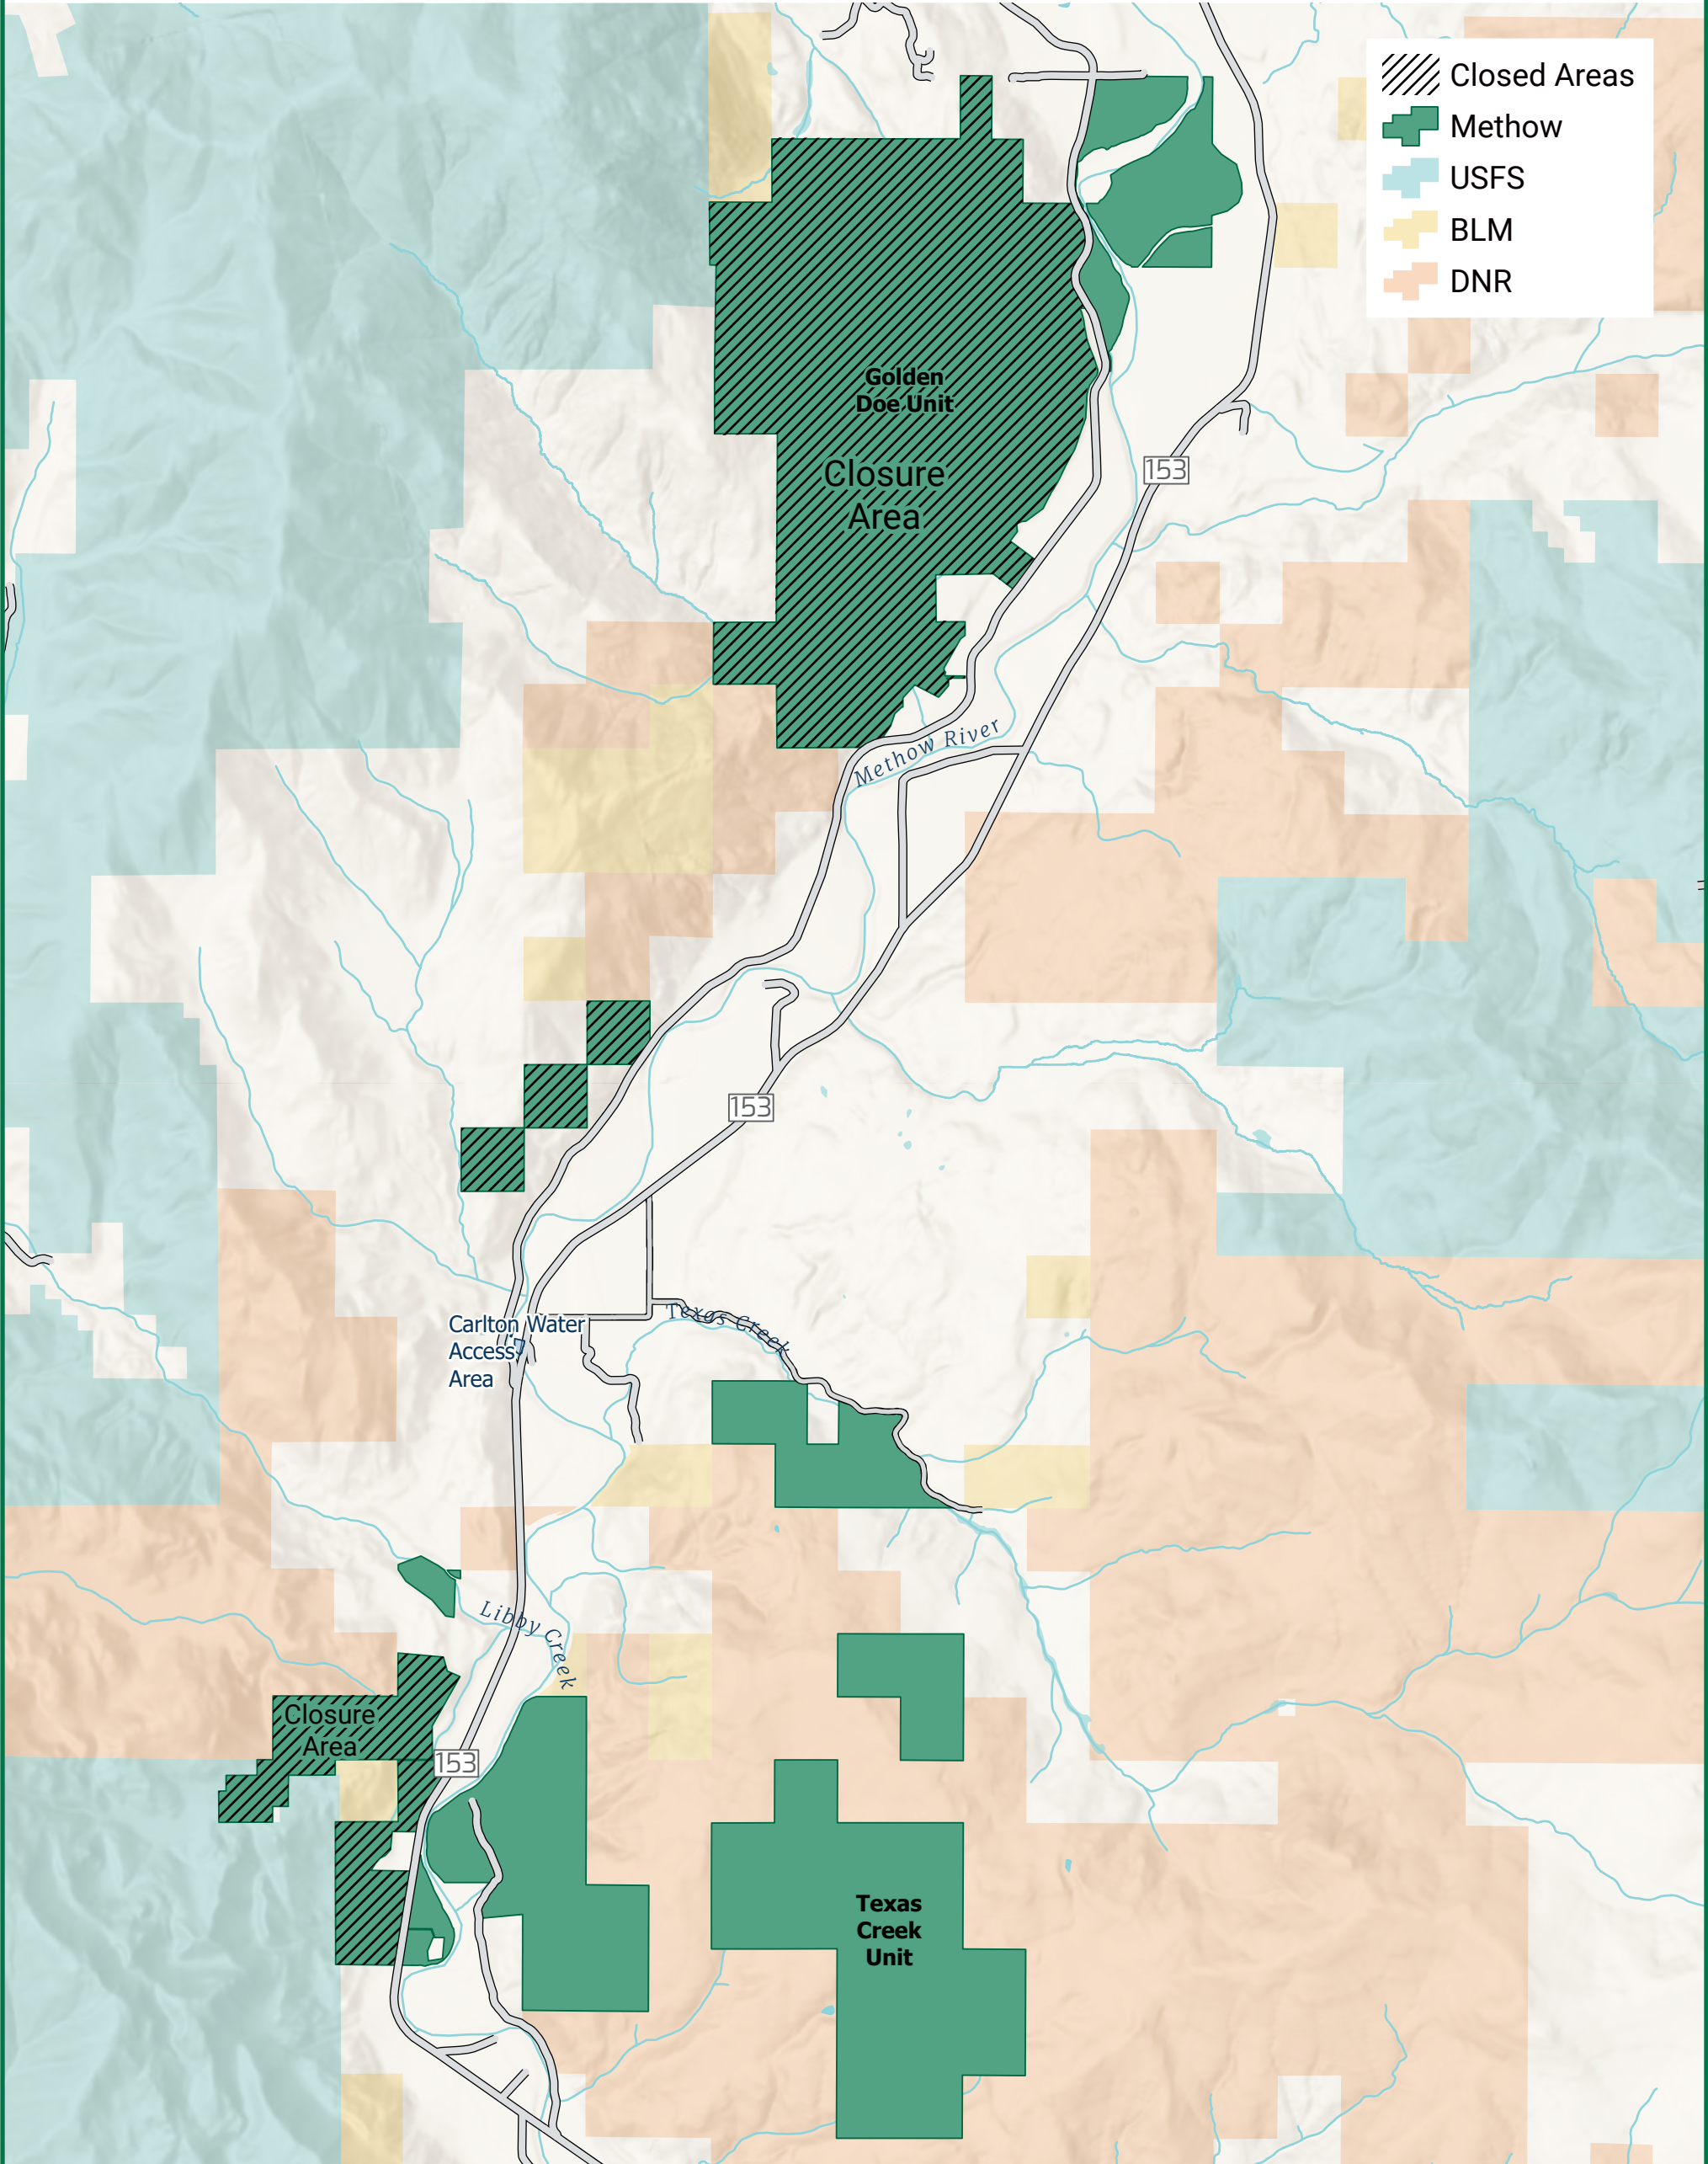 Closed Areas
Methow
USFS
BLM
DNR
Golden
Doe Unit
Closure
Area
153
Methow River
153
Carlton Water
Access
Area
Texas Creek
Libby Creek
Closure
Area
153
Texas
Creek
Unit